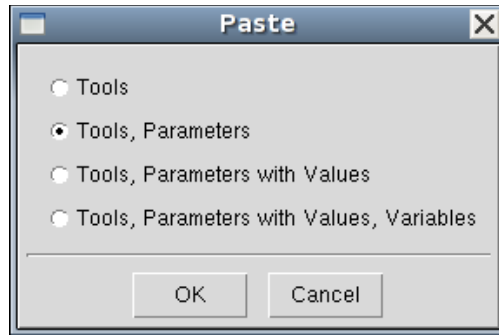 Paste
Tools
Tools, Parameters
Tools, Parameters with Values
Tools, Parameters with Values, Variables
OK
Cancel